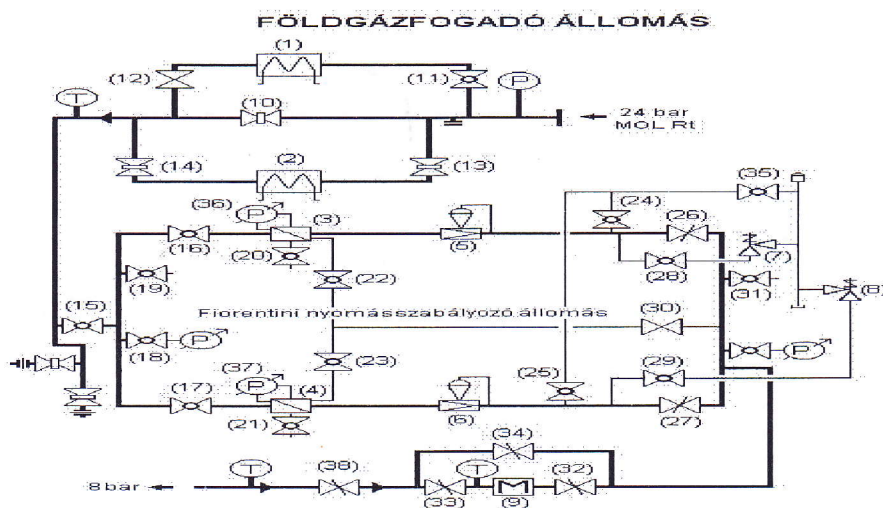 FÖLDGÁZFOGADÓ ÁLLOMÁS
(1)
(12) (11) P
T (10)
24 bar
MOL Rt
(14) (2) (13)
(35)
(36) P (3) (24) (26)
(16) (5)
(20) (22) (28) (7)
(19) (31) (8)
(15) Fiorentini nyomásszabályozó állomás (30)
(18) P
(23) (29) P
(37) P (4) (25)
(17) (6) (27)
(21)
(34)
T (38) T (32)
8 bar
(33) M (9)